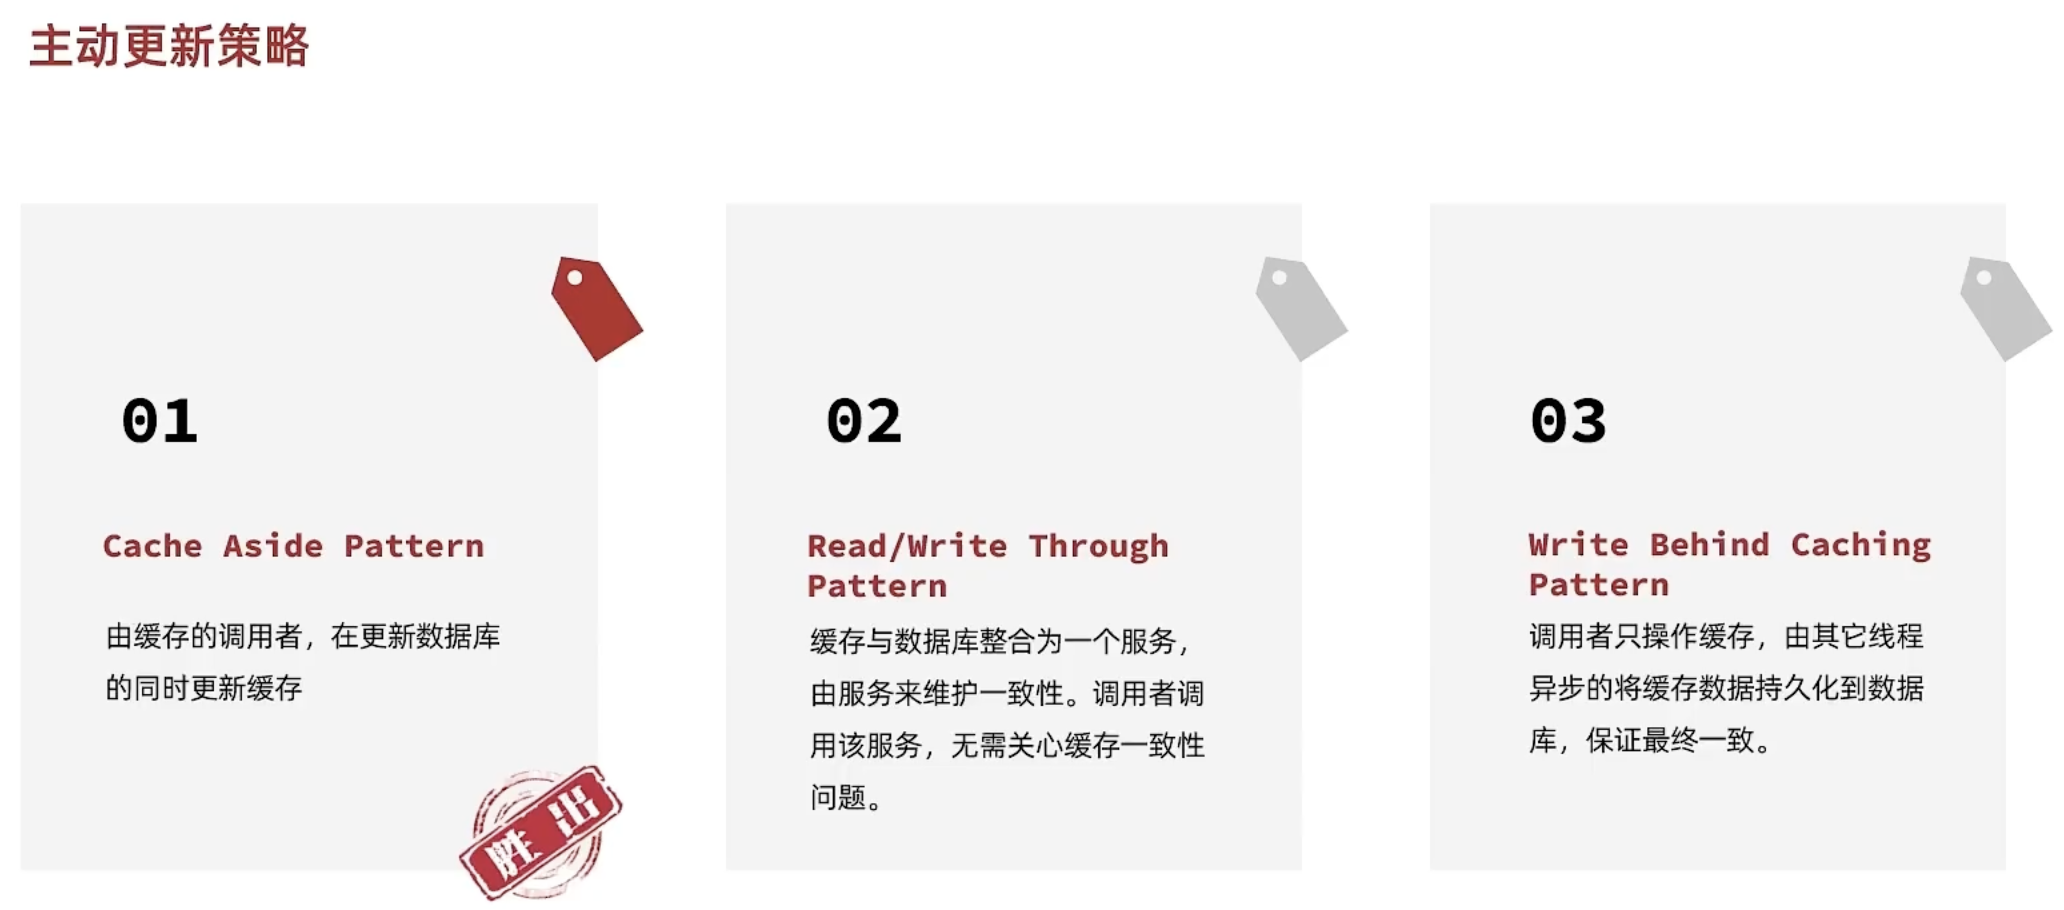 主动更新策略
01
Cache Aside Pattern
由缓存的调用者，在更新数据库
的同时更新缓存
胜出
02
Read/Write Through
Pattern
缓存与数据库整合为一个服务，
由服务来维护一致性。调用者调
用该服务，无需关心缓存一致性
问题。
03
Write Behind Caching
Pattern
调用者只操作缓存，由其它线程
异步的将缓存数据持久化到数据
库，保证最终一致。